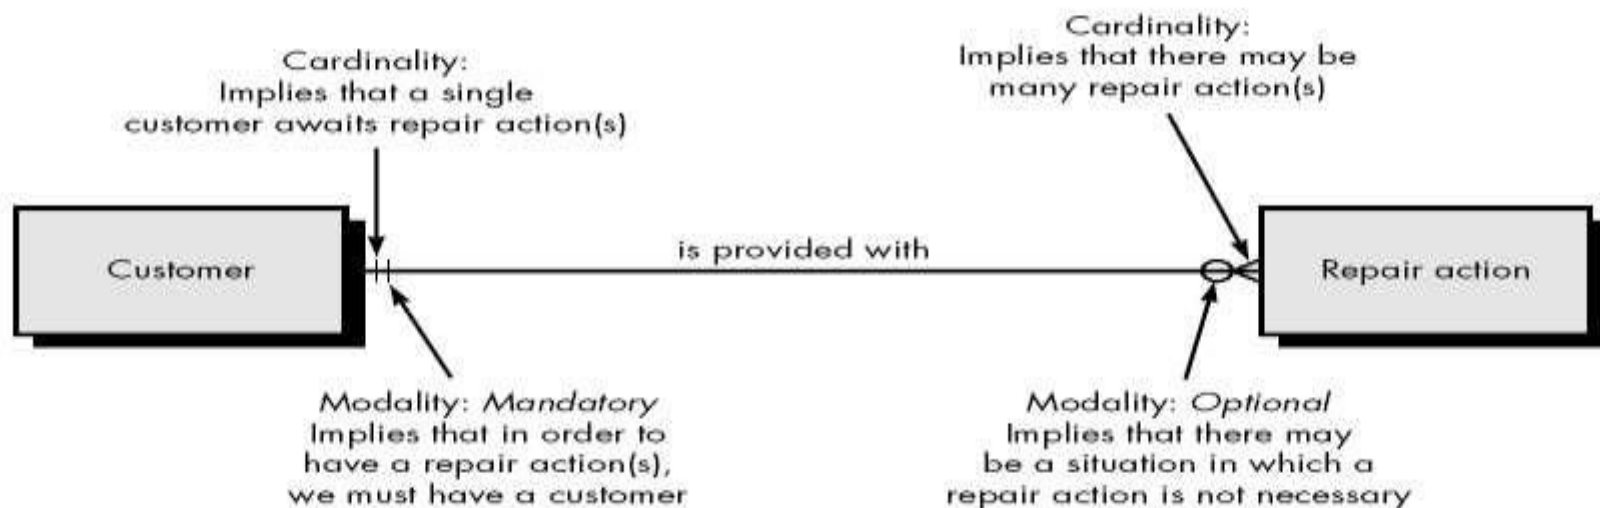 Cardinality:
Implies that a single
customer awaits repair action(s)
Cardinality:
Implies that there may be
many repair action(s)
Customer
is provided with
Repair action
Modality: Mandatory
Implies that in order to
have a repair action(s),
we must have a customer
Modality: Optional
Implies that there may
be a situation in which a
repair action is not necessary